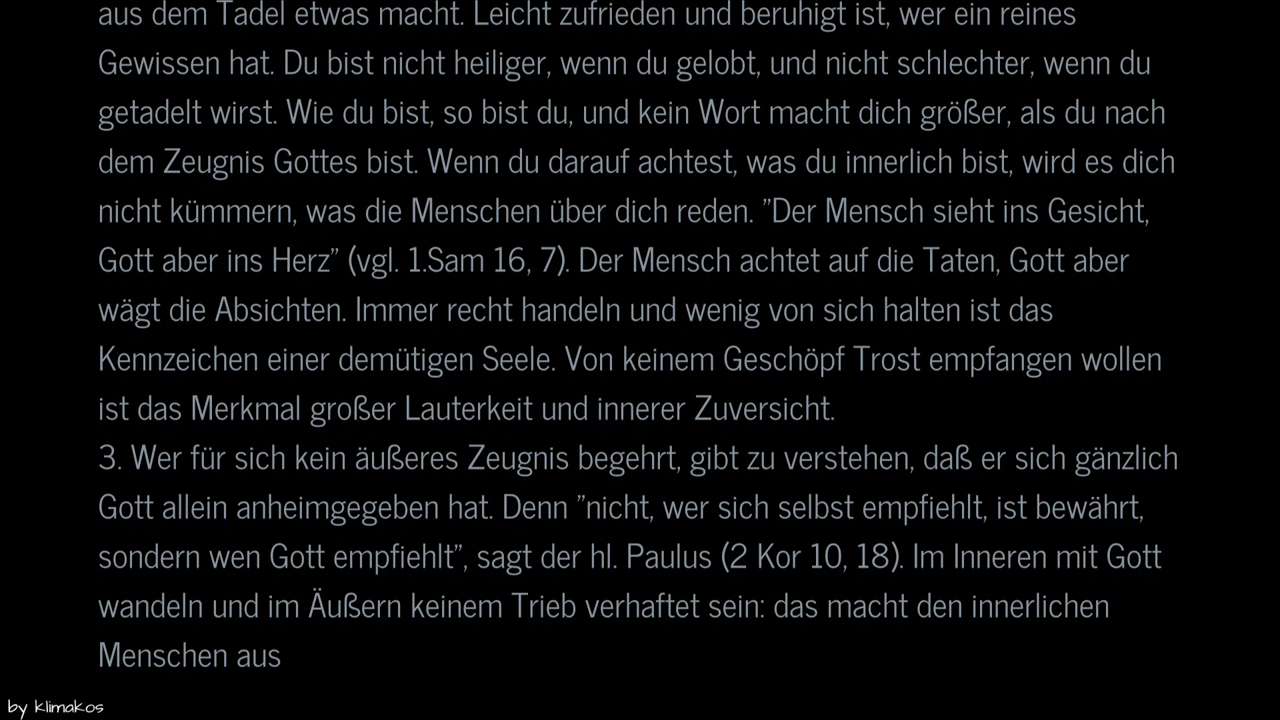 aus dem Tadel etwas macht. Leicht zufrieden und beruhigt ist, wer ein reines
Gewissen hat. Du bist nicht heiliger, wenn du gelobt, und nicht schlechter, wenn du
getadelt wirst. Wie du bist, so bist du, und kein Wort macht dich größer, als du nach
dem Zeugnis Gottes bist. Wenn du darauf achtest, was du innerlich bist, wird es dich
nicht kümmern, was die Menschen über dich reden. "Der Mensch sieht ins Gesicht,
Gott aber ins Herz" (vgl. 1.Sam 16, 7). Der Mensch achtet auf die Taten, Gott aber
wägt die Absichten. Immer recht handeln und wenig von sich halten ist das
Kennzeichen einer demütigen Seele. Von keinem Geschöpf Trost empfangen wollen
ist das Merkmal großer Lauterkeit und innerer Zuversicht.
3. Wer für sich kein äußeres Zeugnis begehrt, gibt zu verstehen, daß er sich gänzlich
Gott allein anheimgegeben hat. Denn "nicht, wer sich selbst empfiehlt, ist bewährt,
sondern wen Gott empfiehlt", sagt der hl. Paulus (2 Kor 10, 18). Im Inneren mit Gott
wandeln und im Äußern keinem Trieb verhaftet sein: das macht den innerlichen
Menschen aus
by klimakos